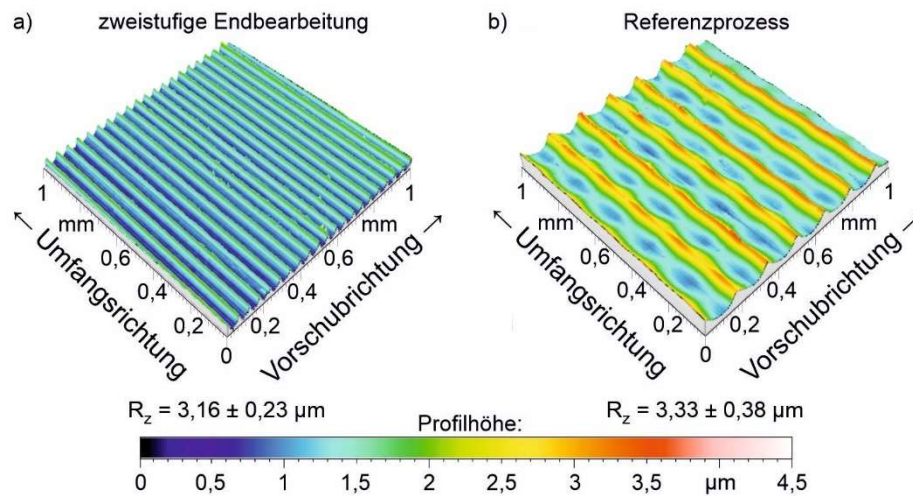 a) zweistufige Endbearbeitung
b) Referenzprozess
1
mm
0,6
0,4
0,2
0
← Umfangsrichtung
0,2
0,4
0,6
mm
1
Vorschubrichtung →
1
mm
0,6
0,4
0,2
0
← Umfangsrichtung
0,2
0,4
0,6
mm
1
Vorschubrichtung →
Rz = 3,16 ± 0,23 µm
Rz = 3,33 ± 0,38 µm
Profilhöhe:
0 0,5 1 1,5 2 2,5 3 3,5 µm 4,5